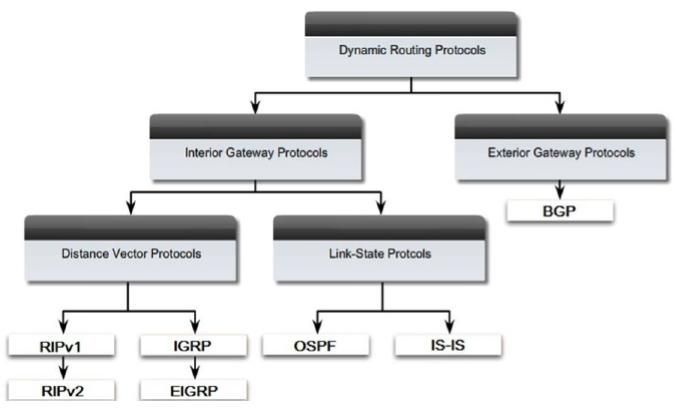 Dynamic Routing Protocols
Interior Gateway Protocols
Exterior Gateway Protocols
BGP
Distance Vector Protocols
Link-State Protcols
RIPv1
IGRP
OSPF
IS-IS
RIPv2
EIGRP